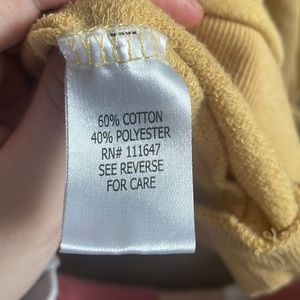 60% COTTON
40% POLYESTER
RN# 111647
SEE REVERSE
FOR CARE